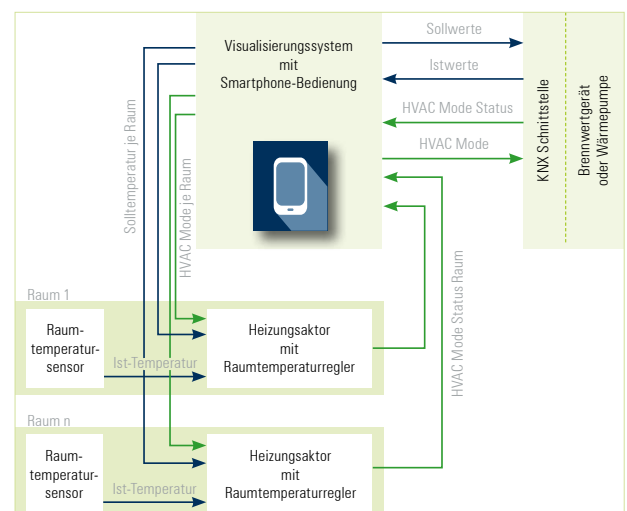 Visualisierungssystem
mit
Smartphone-Bedienung
Sollwerte
Istwerte
HVAC Mode Status
HVAC Mode
KNX Schnittstelle
Brennwertgerät
oder Wärmepumpe
Solltemperatur je Raum
HVAC Mode je Raum
HVAC Mode Status Raum
Raum 1
Raum-
temperatur-
sensor
Ist-Temperatur
Heizungsaktor
mit
Raumtemperaturregler
Raum n
Raum-
temperatur-
sensor
Ist-Temperatur
Heizungsaktor
mit
Raumtemperaturregler